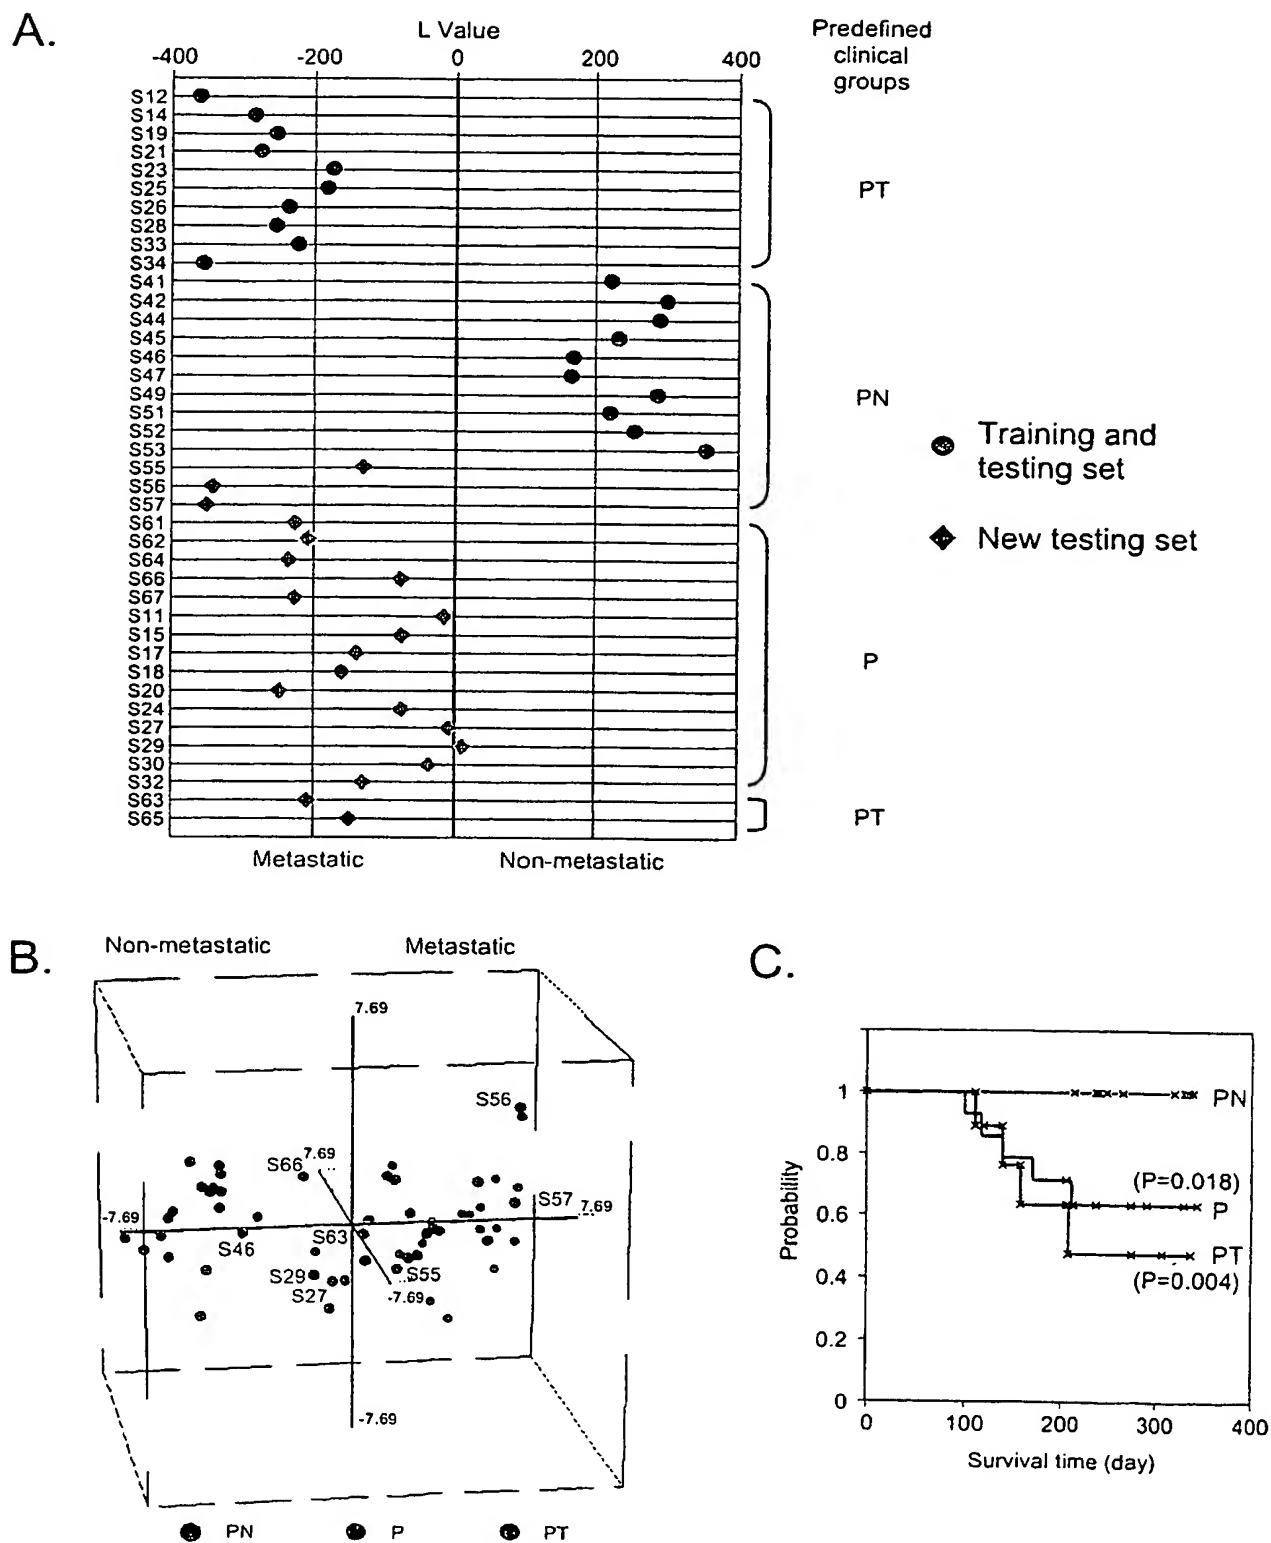 A.
L Value
-400 -200 0 200 400
Predefined
clinical
groups
S12
S14
S19
S21
S23
S25
PT
S26
S28
S33
S34
S41
S42
S44
S45
S46
S47
PN
S49
S51
S52
S53
S55
S56
S57
Training and
testing set
New testing set
S61
S62
S64
S66
S67
S11
S15
S17
P
S18
S20
S24
S27
S29
S30
S32
S63
S65
PT
Metastatic Non-metastatic
B.
Non-metastatic Metastatic
7.69
S56
S66
7.69
S57
-7.69
7.69
S46
S63
S29
S55
S27
-7.69
-7.69
PN P PT
C.
Probability
1
0.8
0.6
0.4
0.2
0
PN
(P=0.018)
P
PT
(P=0.004)
0 100 200 300 400
Survival time (day)